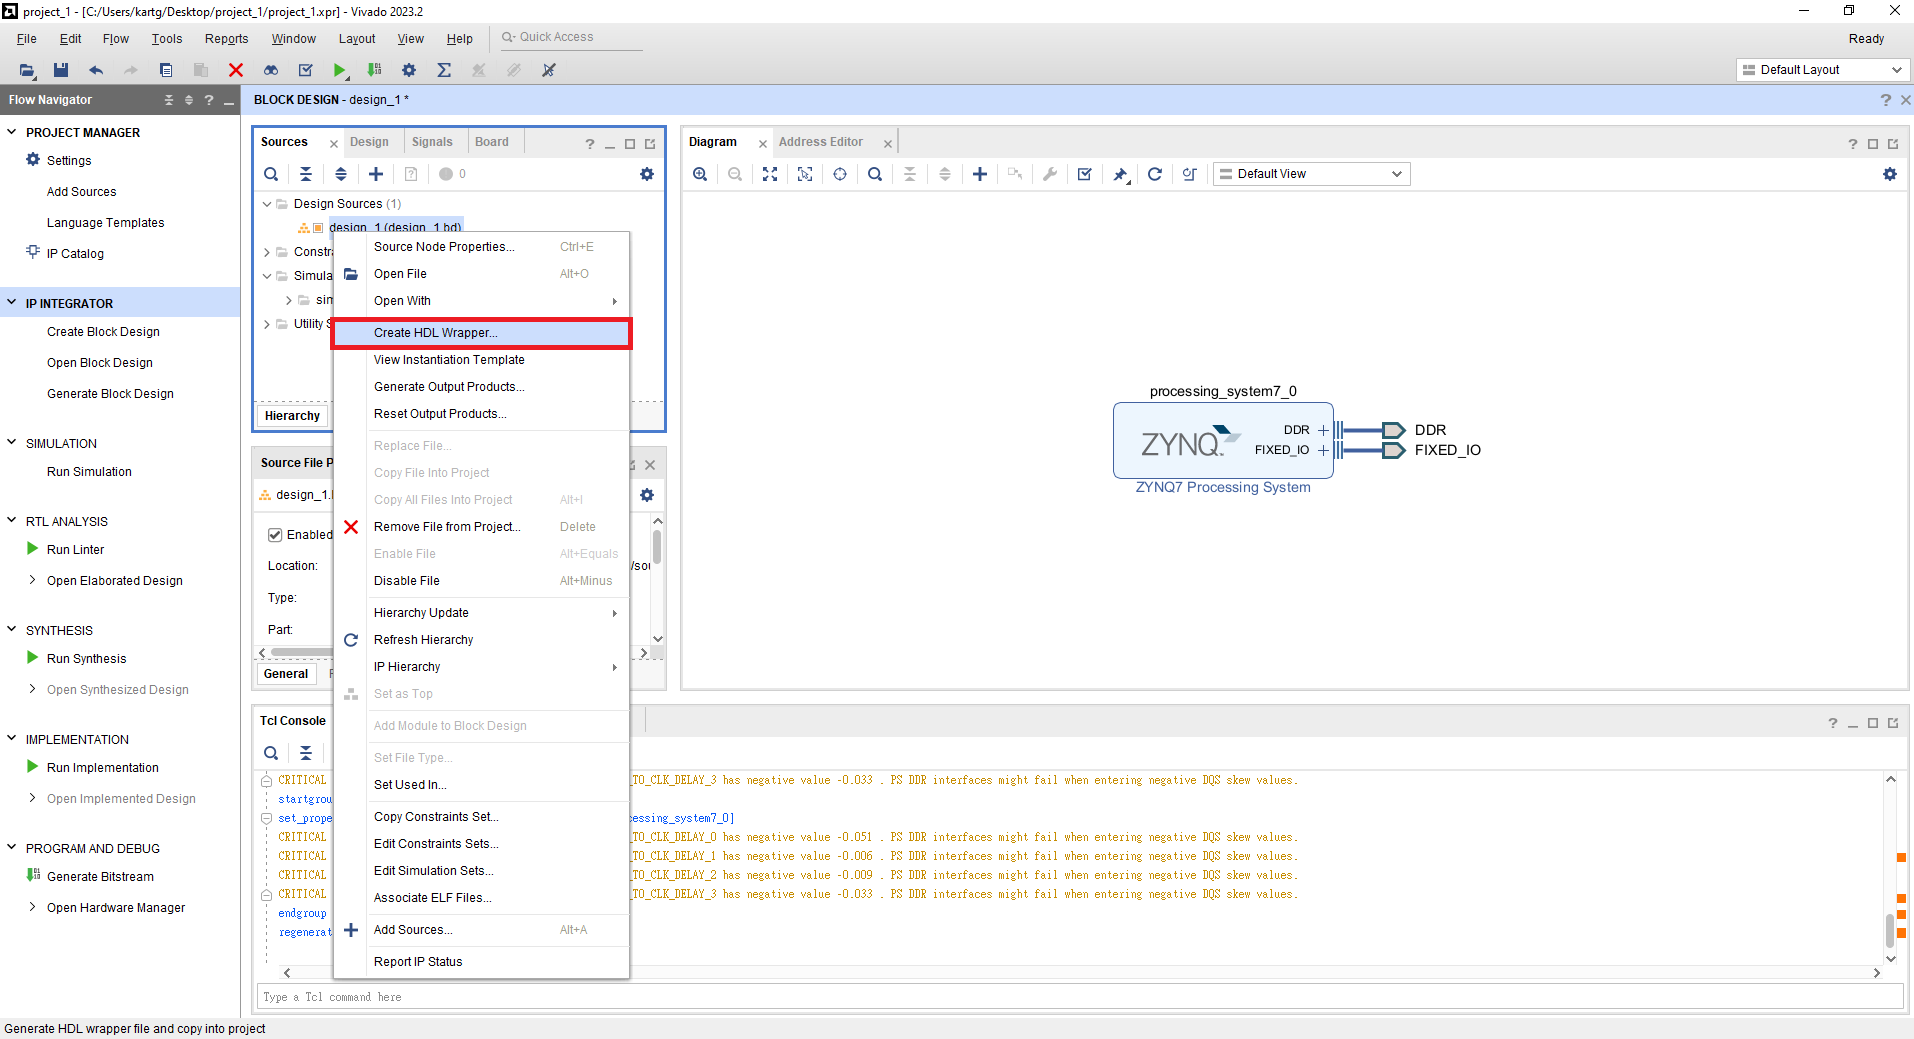 project_1 - [C:/Users/kartg/Desktop/project_1/project_1.xpr] - Vivado 2023.2
File Edit Flow Tools Reports Window Layout View Help Quick Access Ready
Default Layout
Flow Navigator
PROJECT MANAGER
Settings
Add Sources
Language Templates
IP Catalog
IP INTEGRATOR
Create Block Design
Open Block Design
Generate Block Design
SIMULATION
Run Simulation
RTL ANALYSIS
Run Linter
Open Elaborated Design
SYNTHESIS
Run Synthesis
Open Synthesized Design
IMPLEMENTATION
Run Implementation
Open Implemented Design
PROGRAM AND DEBUG
Generate Bitstream
Open Hardware Manager
BLOCK DESIGN - design_1 *
Sources Design Signals Board
0
Design Sources (1)
design_1 (design_1.bd)
Hierarchy
Enabled
Location:
Type:
Part:
General
Source Node Properties... Ctrl+E
Open File Alt+O
Open With
Create HDL Wrapper...
View Instantiation Template
Generate Output Products...
Reset Output Products...
Replace File...
Copy File Into Project
Copy All Files Into Project Alt+I
Remove File from Project... Delete
Enable File Alt+Equals
Disable File Alt+Minus
Hierarchy Update
Refresh Hierarchy
IP Hierarchy
Set as Top
Add Module to Block Design
Set File Type...
Set Used In...
Copy Constraints Set...
Edit Constraints Sets...
Edit Simulation Sets...
Associate ELF Files...
Add Sources... Alt+A
Report IP Status
Diagram Address Editor
Default View
processing_system7_0
ZYNQ
DDR
FIXED_IO
DDR
FIXED_IO
ZYNQ7 Processing System
Tcl Console
CRITICAL TO_CLK_DELAY_3 has negative value -0.033 . PS DDR interfaces might fail when entering negative DQS skew values.
startgrou
set_prope cessing_system7_0]
CRITICAL TO_CLK_DELAY_0 has negative value -0.051 . PS DDR interfaces might fail when entering negative DQS skew values.
CRITICAL TO_CLK_DELAY_1 has negative value -0.006 . PS DDR interfaces might fail when entering negative DQS skew values.
CRITICAL TO_CLK_DELAY_2 has negative value -0.009 . PS DDR interfaces might fail when entering negative DQS skew values.
CRITICAL TO_CLK_DELAY_3 has negative value -0.033 . PS DDR interfaces might fail when entering negative DQS skew values.
endgroup
regenerat
Type a Tcl command here
Generate HDL wrapper file and copy into project